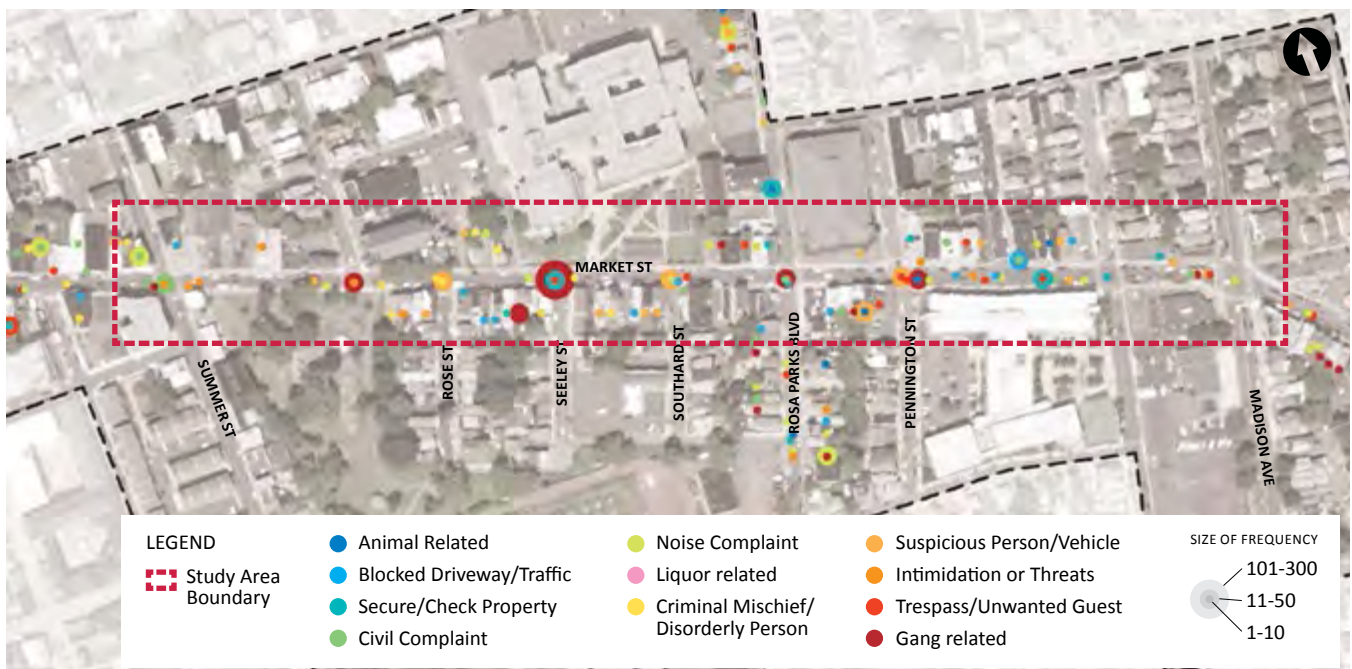 MARKET ST
SUMMER ST
ROSE ST
SEELEY ST
SOUTHARD ST
ROSA PARKS BLVD
PENNINGTON ST
MADISON AVE
LEGEND
Study Area
Boundary
Animal Related
Blocked Driveway/Traffic
Secure/Check Property
Civil Complaint
Noise Complaint
Liquor related
Criminal Mischief/
Disorderly Person
Suspicious Person/Vehicle
Intimidation or Threats
Trespass/Unwanted Guest
Gang related
SIZE OF FREQUENCY
101-300
11-50
1-10